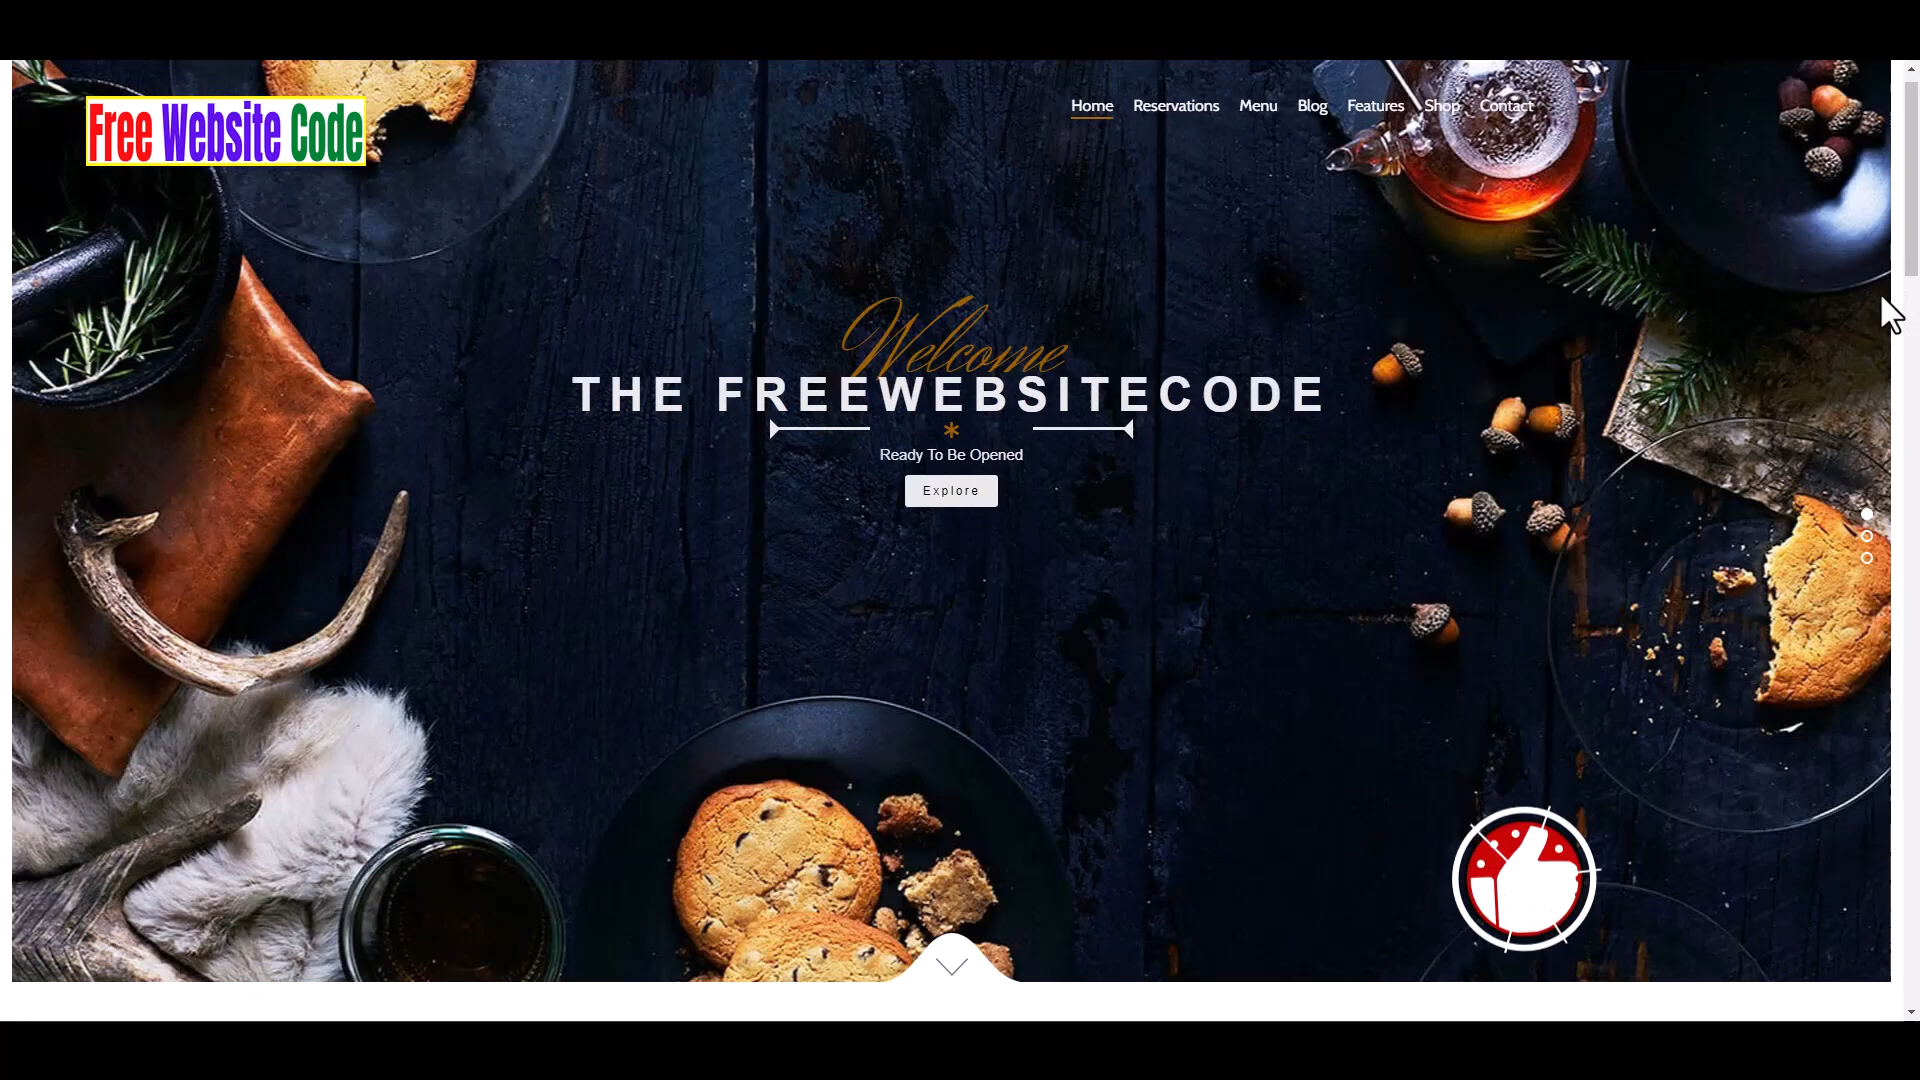 Free Website Code
Home Reservations Menu Blog Features Shop Contact
Welcome
THE FREEWEBSITECODE
Ready To Be Opened
Explore